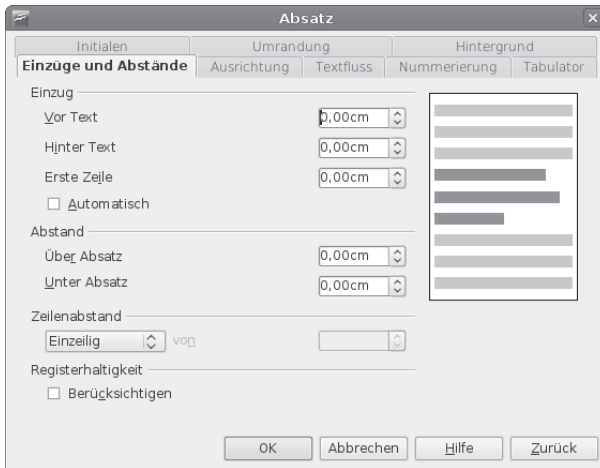 Absatz
Initialen Umrandung Hintergrund
Einzüge und Abstände Ausrichtung Textfluss Nummerierung Tabulator
Einzug
Vor Text 0,00cm
Hinter Text 0,00cm
Erste Zeile 0,00cm
Automatisch
Abstand
Über Absatz 0,00cm
Unter Absatz 0,00cm
Zeilenabstand
Einzeilig von
Registerhaltigkeit
Berücksichtigen
OK Abbrechen Hilfe Zurück